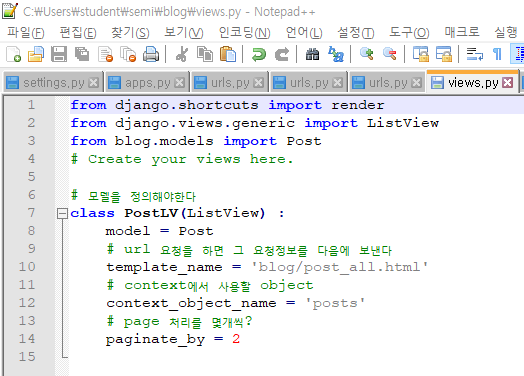 C:\Users\student\semi\blog\views.py - Notepad++
파일(F) 편집(E) 찾기(S) 보기(V) 인코딩(N) 언어(L) 설정(T) 도구(O) 매크로 실행
settings.py apps.py urls.py urls.py urls.py views.py
1 from django.shortcuts import render
2 from django.views.generic import ListView
3 from blog.models import Post
4 # Create your views here.
5
6 # 모델을 정의해야한다
7 class PostLV(ListView) :
8 model = Post
9 # url 요청을 하면 그 요청정보를 다음에 보낸다
10 template_name = 'blog/post_all.html'
11 # context에서 사용할 object
12 context_object_name = 'posts'
13 # page 처리를 몇개씩?
14 paginate_by = 2
15